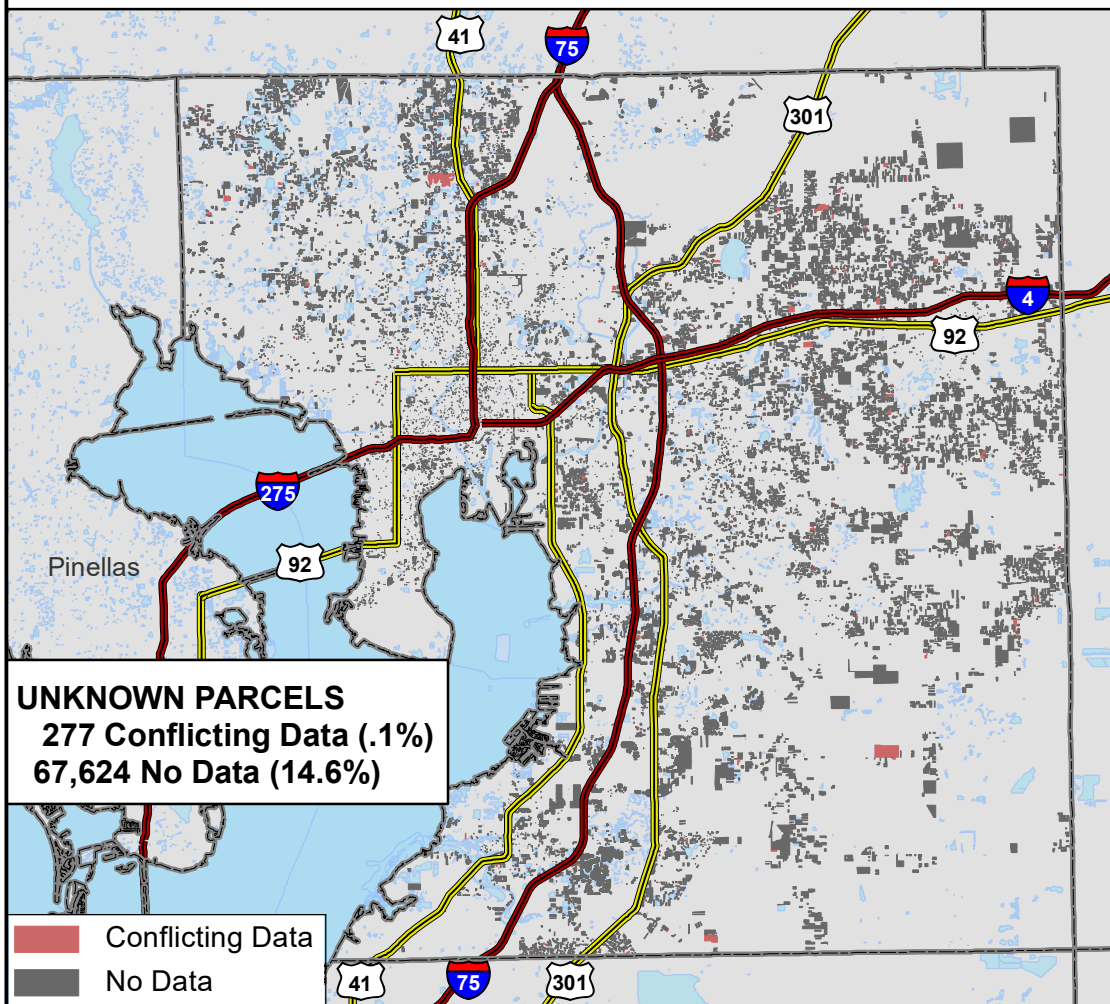 41
75
301
4
92
275
92
Pinellas
UNKNOWN PARCELS
277 Conflicting Data (.1%)
67,624 No Data (14.6%)
Conflicting Data
No Data
41
75
301